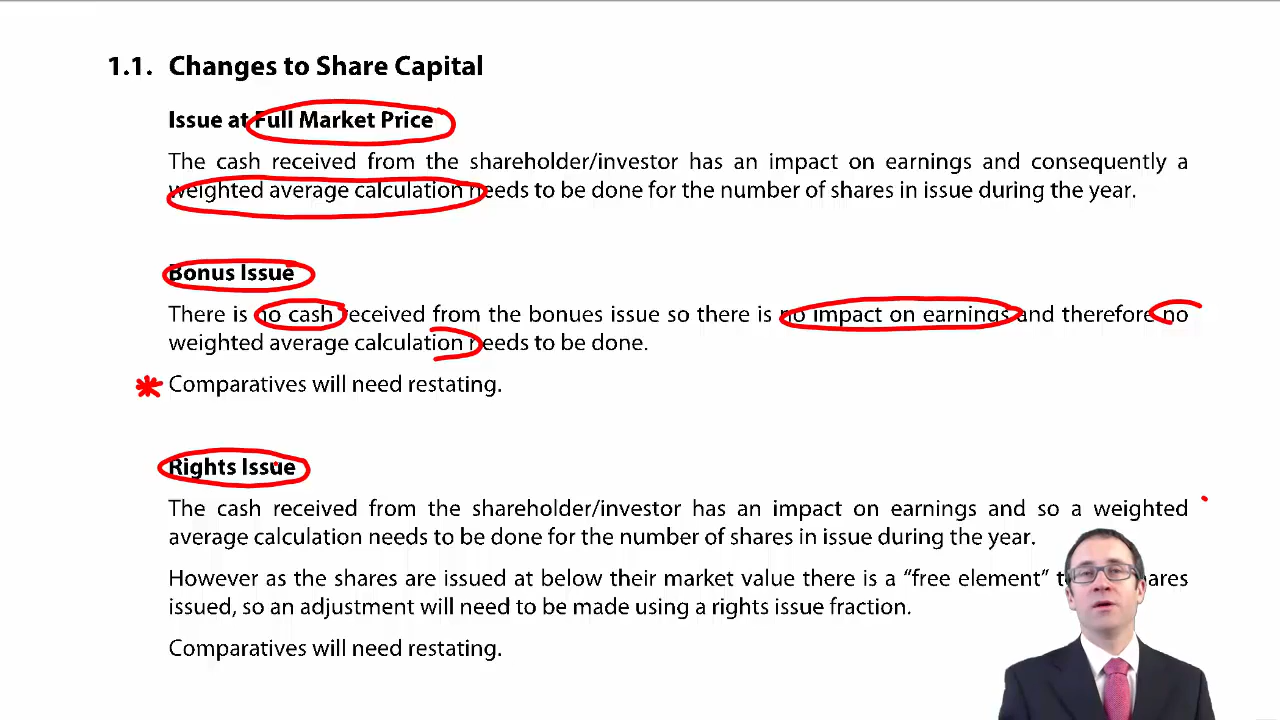 1.1. Changes to Share Capital
Issue at Full Market Price
The cash received from the shareholder/investor has an impact on earnings and consequently a
weighted average calculation needs to be done for the number of shares in issue during the year.
Bonus Issue
There is no cash received from the bonues issue so there is no impact on earnings and therefore no
weighted average calculation needs to be done.
Comparatives will need restating.
Rights Issue
The cash received from the shareholder/investor has an impact on earnings and so a weighted
average calculation needs to be done for the number of shares in issue during the year.
However as the shares are issued at below their market value there is a “free element” shares
issued, so an adjustment will need to be made using a rights issue fraction.
Comparatives will need restating.